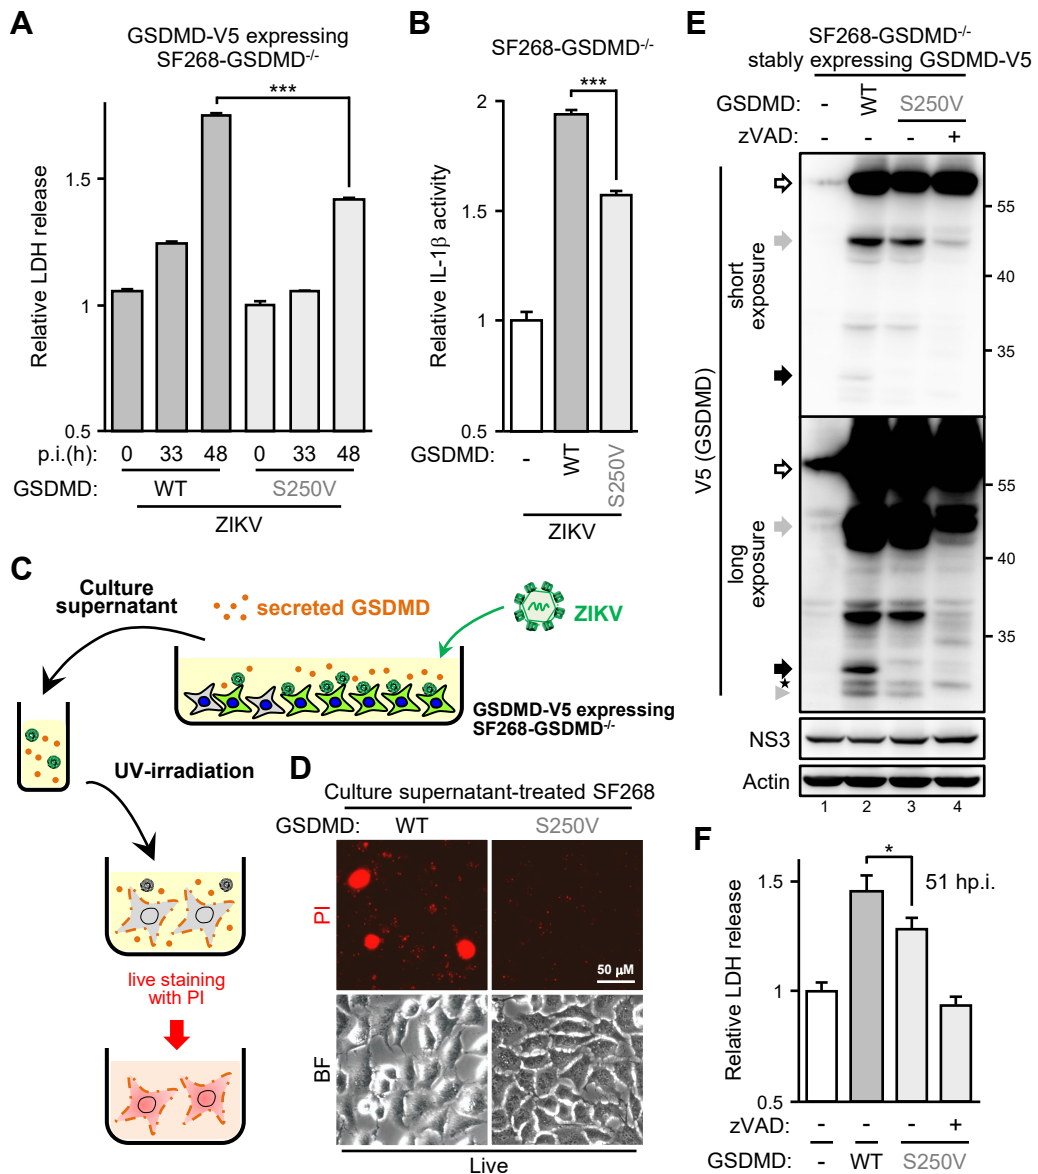 A
GSDMD-V5 expressing
SF268-GSDMD-/-
***
Relative LDH release
1.5
1
0.5
p.i.(h): 0 33 48 0 33 48
GSDMD: WT S250V
ZIKV
B
SF268-GSDMD-/-
***
Relative IL-1β activity
2
1.5
1
0.5
GSDMD: - WT S250V
ZIKV
C
Culture
supernatant
secreted GSDMD
ZIKV
GSDMD-V5 expressing
SF268-GSDMD-/-
UV-irradiation
live staining
with PI
D
Culture supernatant-treated SF268
GSDMD: WT S250V
PI
50 μM
BF
Live
E
SF268-GSDMD-/-
stably expressing GSDMD-V5
GSDMD: - WT S250V
zVAD: - - - +
V5 (GSDMD)
short
exposure
55
40
35
long
exposure
55
40
35
★
NS3
Actin
1 2 3 4
F
*
51 hp.i.
Relative LDH release
1.5
1
0.5
zVAD: - - - +
GSDMD: - WT S250V